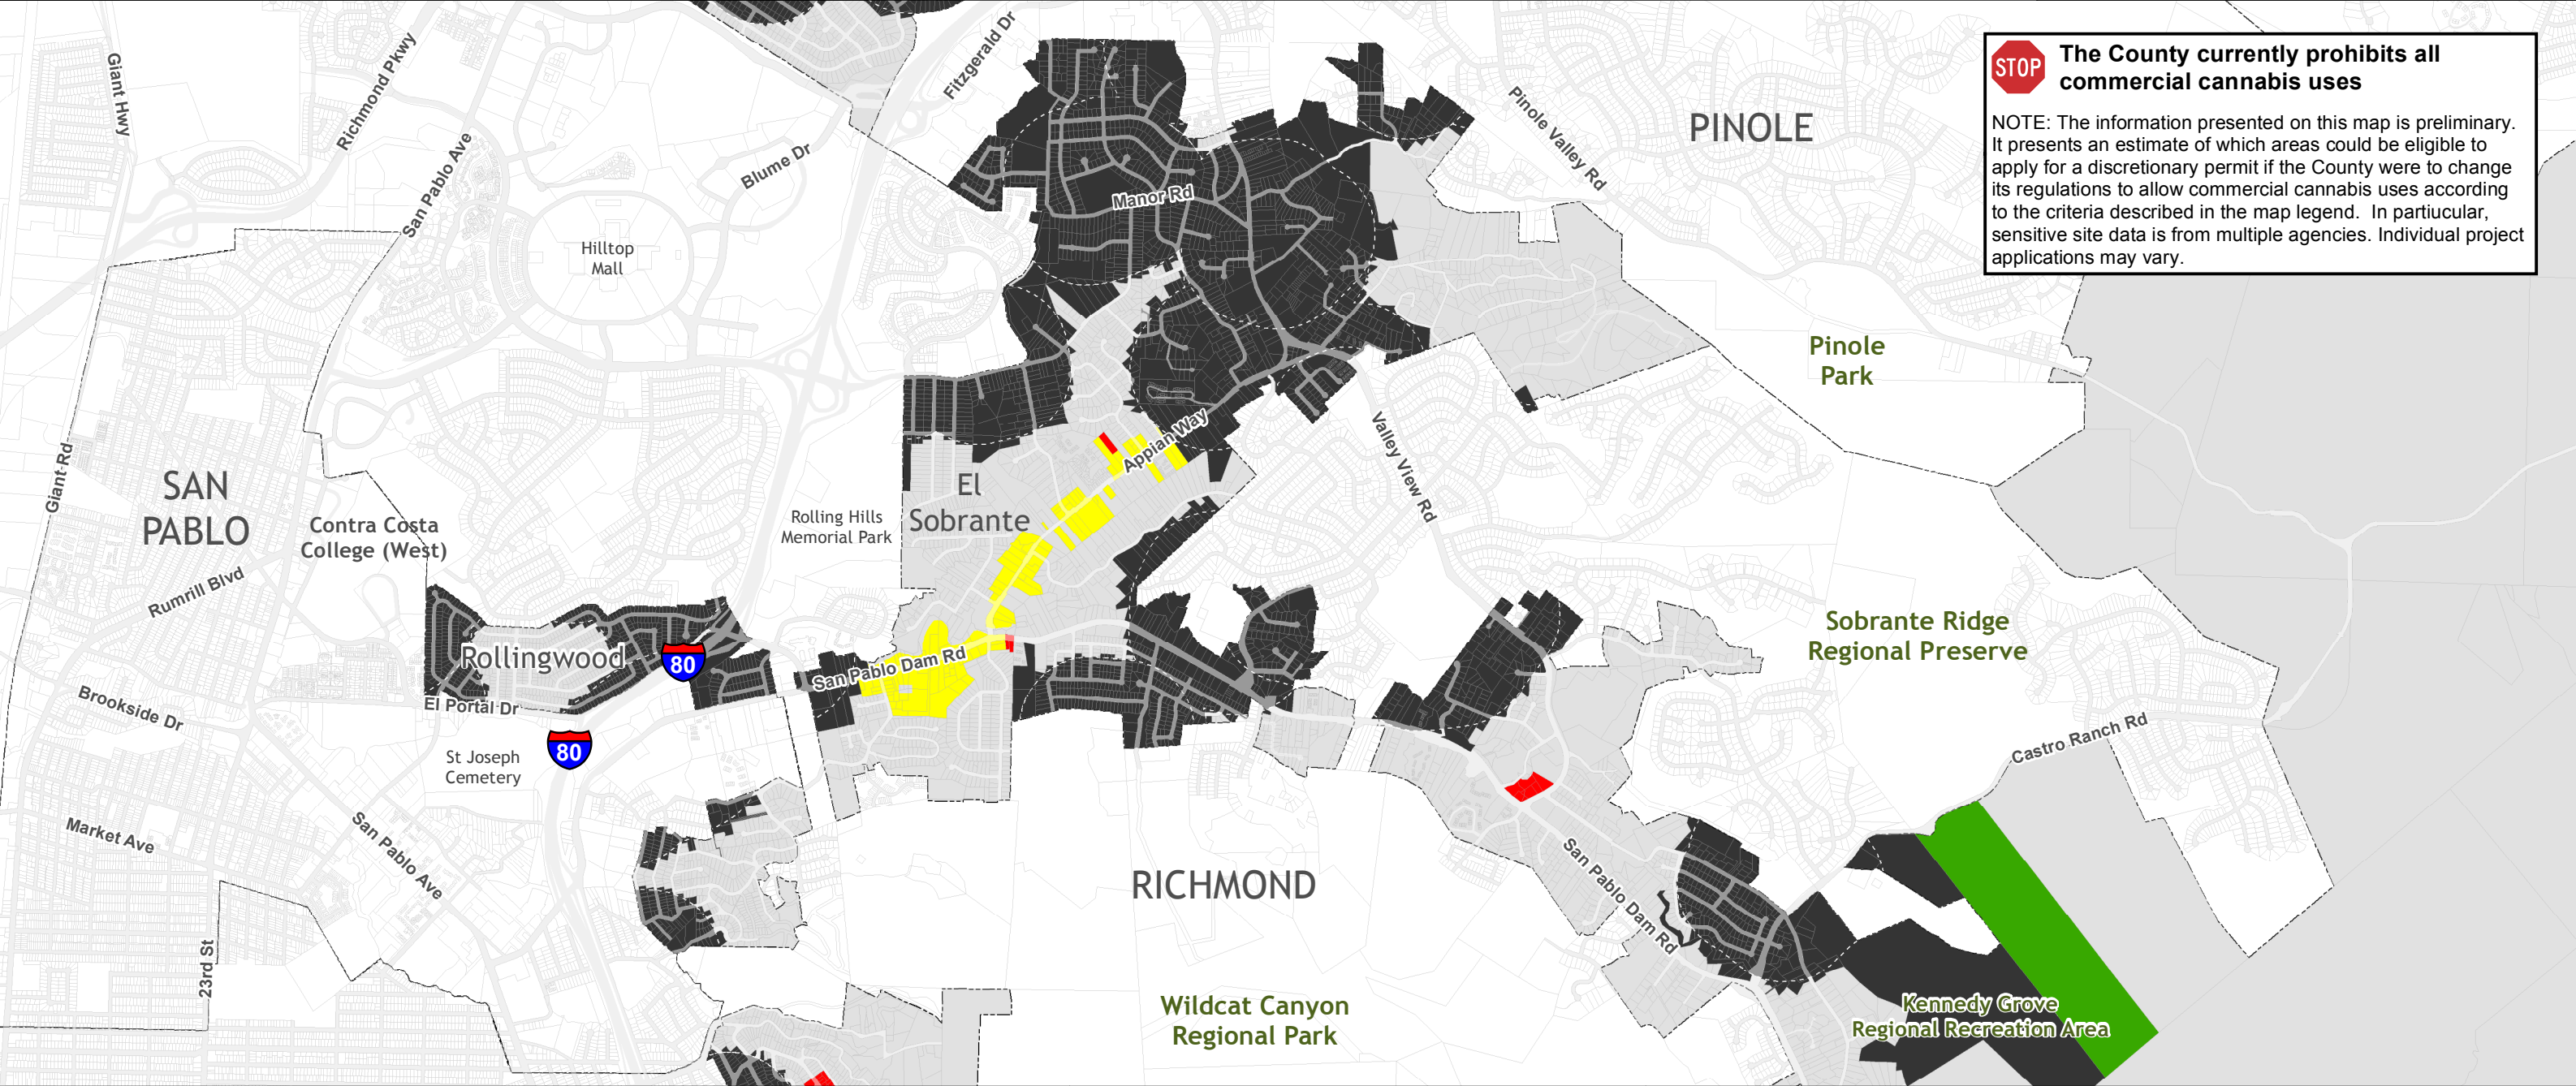 Giant Hwy
Richmond Pkwy
San Pablo Ave
Fitzgerald Dr
Blume Dr
Hilltop
Mall
Manor Rd
Pinole Valley Rd
PINOLE
STOP
The County currently prohibits all
commercial cannabis uses
NOTE: The information presented on this map is preliminary.
It presents an estimate of which areas could be eligible to
apply for a discretionary permit if the County were to change
its regulations to allow commercial cannabis uses according
to the criteria described in the map legend.  In partiucular,
sensitive site data is from multiple agencies. Individual project
applications may vary.
Pinole
Park
Giant Rd
SAN
PABLO
Contra Costa
College (West)
Rumrill Blvd
Rolling Hills
Memorial Park
El
Sobrante
Appian Way
Valley View Rd
Rollingwood
80
San Pablo Dam Rd
Sobrante Ridge
Regional Preserve
Brookside Dr
El Portal Dr
80
St Joseph
Cemetery
Castro Ranch Rd
Market Ave
San Pablo Ave
RICHMOND
San Pablo Dam Rd
23rd St
Wildcat Canyon
Regional Park
Kennedy Grove
Regional Recreation Area